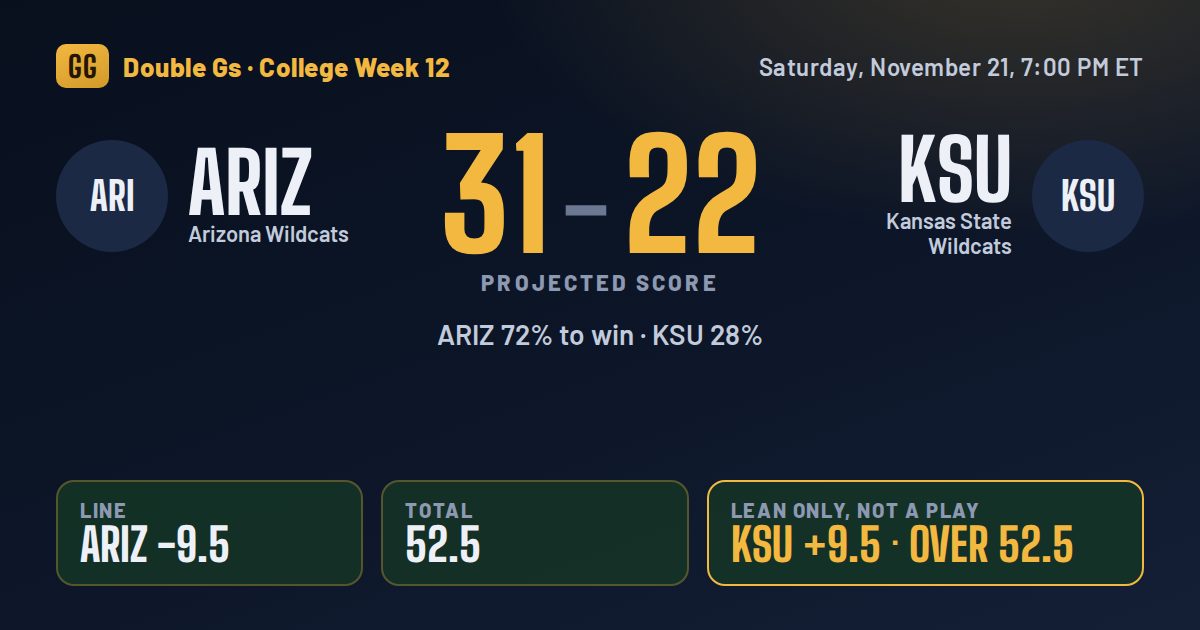 GG Double Gs · College Week 12
Saturday, November 21, 7:00 PM ET
ARI
ARIZ
Arizona Wildcats
31 – 22
PROJECTED SCORE
ARIZ 72% to win · KSU 28%
KSU
Kansas State
Wildcats
KSU
LINE
ARIZ −9.5
TOTAL
52.5
LEAN ONLY, NOT A PLAY
KSU +9.5 · OVER 52.5